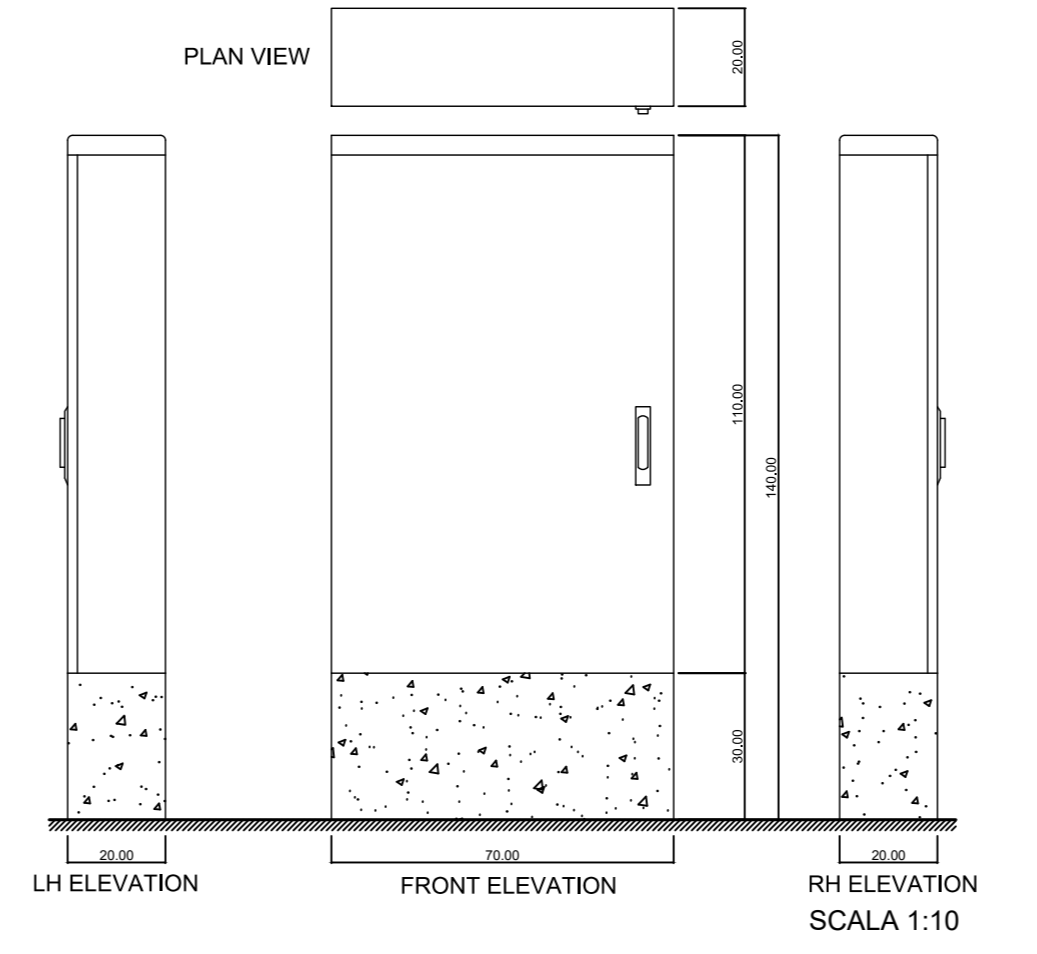 PLAN VIEW
20.00
110.00
140.00
30.00
20.00
70.00
20.00
LH ELEVATION
FRONT ELEVATION
RH ELEVATION
SCALA 1:10